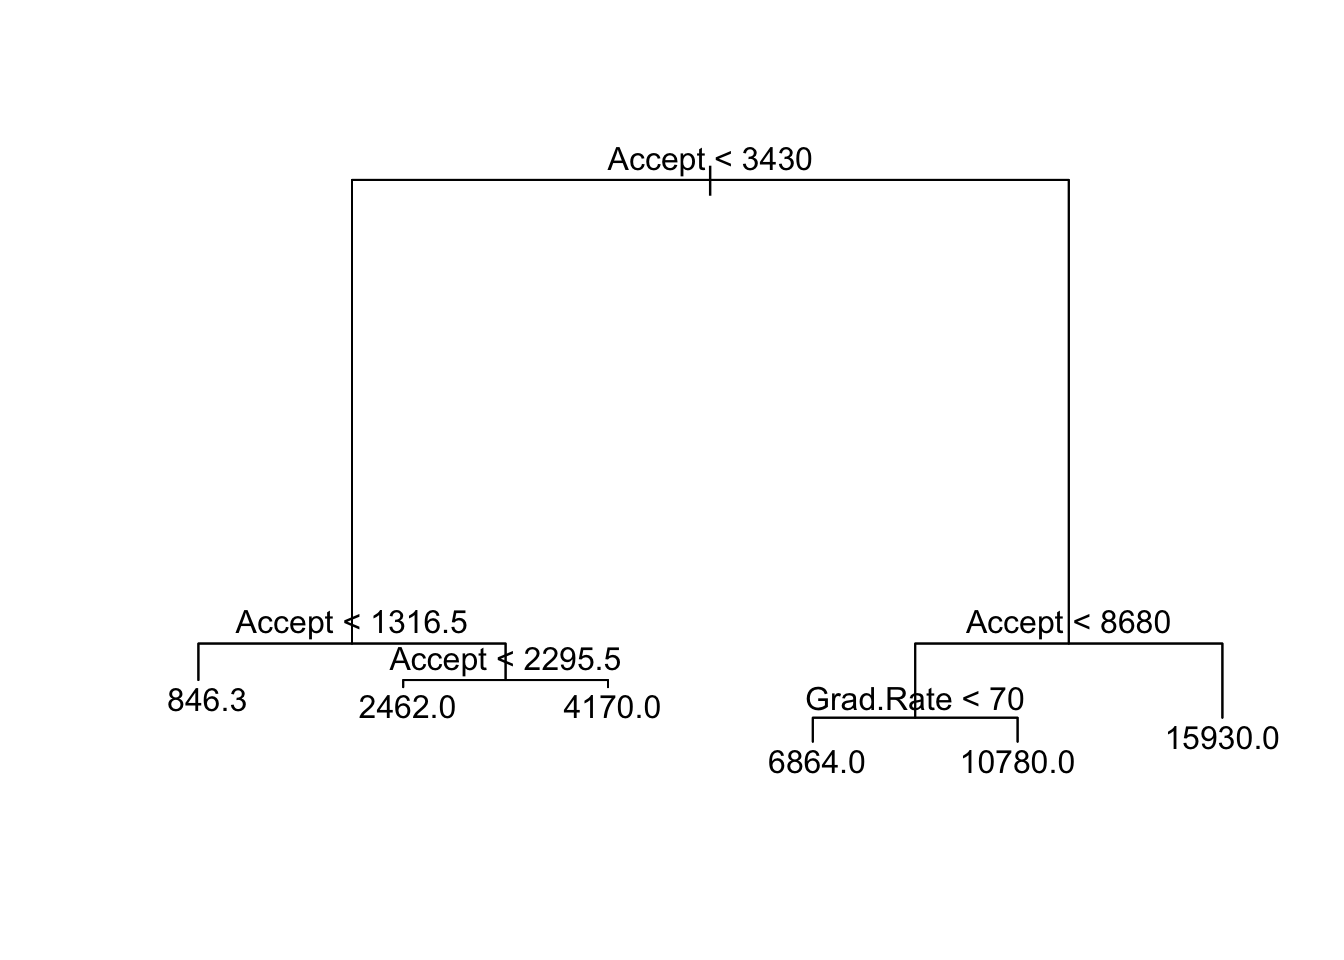 Accept < 3430
Accept < 1316.5
Accept < 8680
Accept < 2295.5
846.3
2462.0
4170.0
Grad.Rate < 70
6864.0
10780.0
15930.0